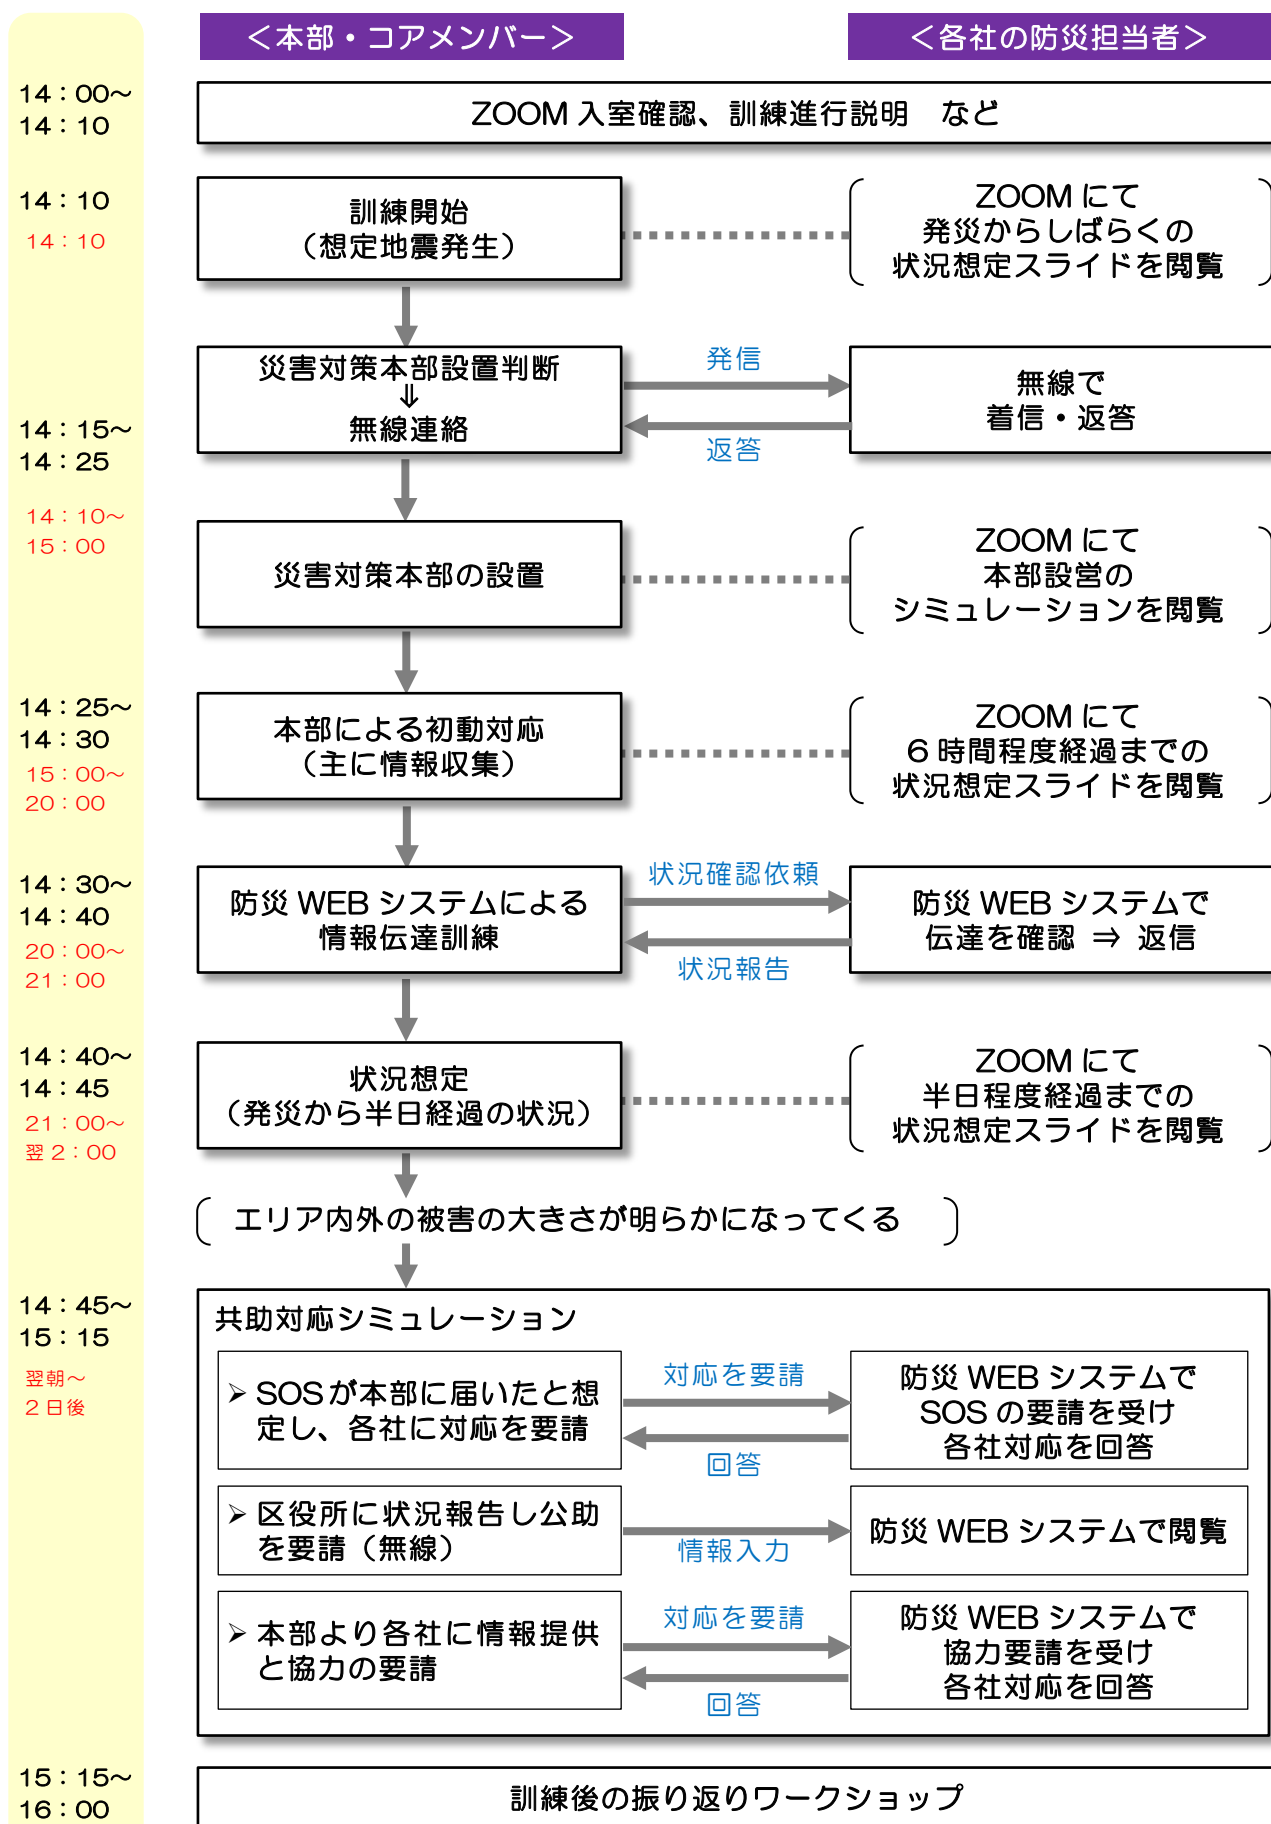 ＜本部・コアメンバー＞
＜各社の防災担当者＞
14：00～
14：10
ZOOM 入室確認、訓練進行説明　など
14：10
14：10
訓練開始
（想定地震発生）
ZOOM にて
発災からしばらくの
状況想定スライドを閲覧
災害対策本部設置判断
⇓
無線連絡
発信
返答
無線で
着信・返答
14：15～
14：25
14：10～
15：00
災害対策本部の設置
ZOOM にて
本部設営の
シミュレーションを閲覧
14：25～
14：30
15：00～
20：00
本部による初動対応
（主に情報収集）
ZOOM にて
6 時間程度経過までの
状況想定スライドを閲覧
14：30～
14：40
20：00～
21：00
防災 WEB システムによる
情報伝達訓練
状況確認依頼
状況報告
防災 WEB システムで
伝達を確認 ⇒ 返信
14：40～
14：45
21：00～
翌 2：00
状況想定
（発災から半日経過の状況）
ZOOM にて
半日程度経過までの
状況想定スライドを閲覧
エリア内外の被害の大きさが明らかになってくる
14：45～
15：15
翌朝～
2 日後
共助対応シミュレーション
➢ SOSが本部に届いたと想
定し、各社に対応を要請
対応を要請
回答
防災 WEB システムで
SOS の要請を受け
各社対応を回答
➢ 区役所に状況報告し公助
を要請（無線）
情報入力
防災 WEB システムで閲覧
➢ 本部より各社に情報提供
と協力の要請
対応を要請
回答
防災 WEB システムで
協力要請を受け
各社対応を回答
15：15～
16：00
訓練後の振り返りワークショップ